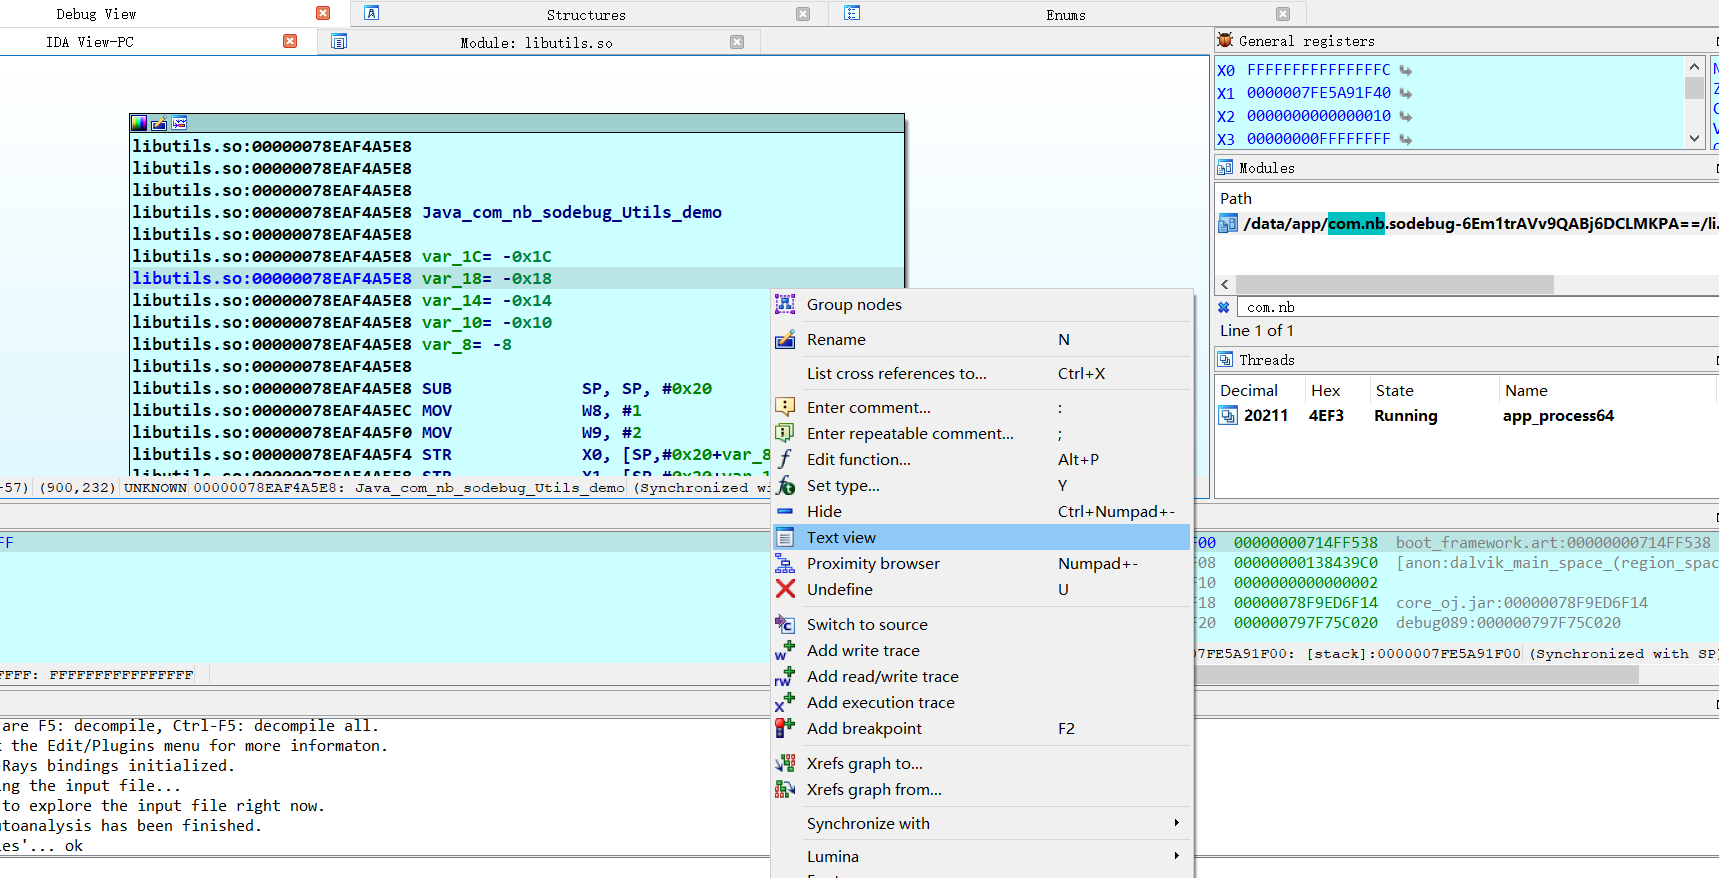 Debug View
Structures
Enums
IDA View-PC
Module: libutils.so
General registers
X0 FFFFFFFFFFFFFFFC
X1 0000007FE5A91F40
X2 0000000000000010
X3 00000000FFFFFFFF
Modules
Path
/data/app/com.nb.sodebug-6Em1trAVv9QABj6DCLMKPA==/li.
com.nb
Line 1 of 1
Threads
Decimal Hex State Name
20211 4EF3 Running app_process64
libutils.so:00000078EAF4A5E8
libutils.so:00000078EAF4A5E8
libutils.so:00000078EAF4A5E8
libutils.so:00000078EAF4A5E8 Java_com_nb_sodebug_Utils_demo
libutils.so:00000078EAF4A5E8
libutils.so:00000078EAF4A5E8 var_1C= -0x1C
libutils.so:00000078EAF4A5E8 var_18= -0x18
libutils.so:00000078EAF4A5E8 var_14= -0x14
libutils.so:00000078EAF4A5E8 var_10= -0x10
libutils.so:00000078EAF4A5E8 var_8= -8
libutils.so:00000078EAF4A5E8
libutils.so:00000078EAF4A5E8 SUB SP, SP, #0x20
libutils.so:00000078EAF4A5EC MOV W8, #1
libutils.so:00000078EAF4A5F0 MOV W9, #2
libutils.so:00000078EAF4A5F4 STR X0, [SP,#0x20+var_8
-57) (900,232) UNKNOWN 00000078EAF4A5E8: Java_com_nb_sodebug_Utils_demo (Synchronized wi
Group nodes
Rename N
List cross references to... Ctrl+X
Enter comment... :
Enter repeatable comment... ;
Edit function... Alt+P
Set type... Y
Hide Ctrl+Numpad+-
Text view
Proximity browser Numpad+-
Undefine U
Switch to source
Add write trace
Add read/write trace
Add execution trace
Add breakpoint F2
Xrefs graph to...
Xrefs graph from...
Synchronize with
Lumina
FF
FFFF: FFFFFFFFFFFFFFFF
F00 00000000714FF538 boot_framework.art:00000000714FF538
F08 00000000138439C0 [anon:dalvik_main_space_(region_spac
F10 0000000000000002
F18 00000078F9ED6F14 core_oj.jar:00000078F9ED6F14
F20 000000797F75C020 debug089:000000797F75C020
07FE5A91F00: [stack]:0000007FE5A91F00 (Synchronized with SP)
are F5: decompile, Ctrl-F5: decompile all.
the Edit/Plugins menu for more informaton.
Rays bindings initialized.
ng the input file...
to explore the input file right now.
toanalysis has been finished.
es'... ok